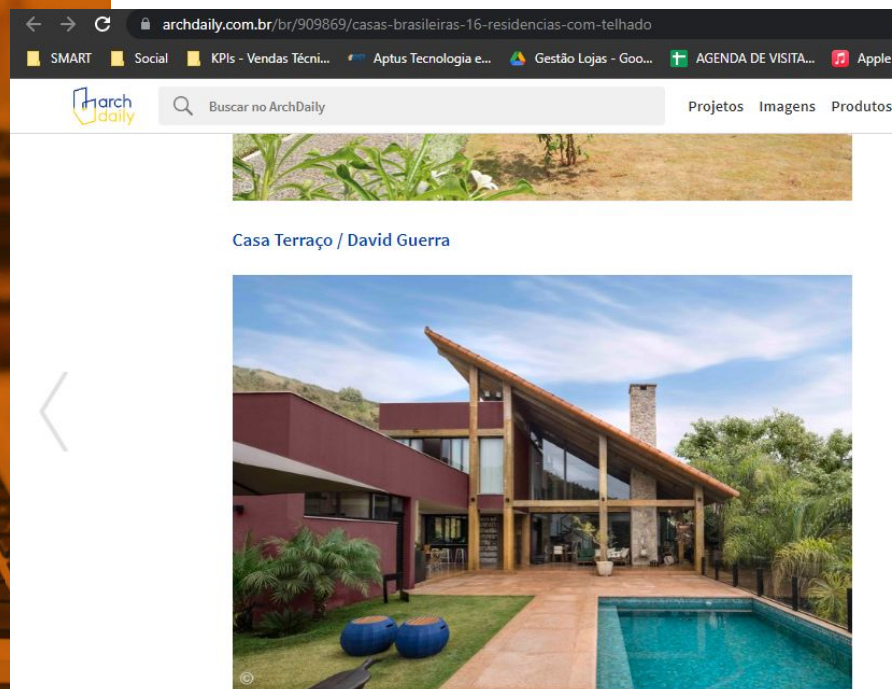 archdaily.com.br/br/909869/casas-brasileiras-16-residencias-com-telhado
SMART Social KPIs - Vendas Técni... Aptus Tecnologia e... Gestão Lojas - Goo... AGENDA DE VISITA... Apple
arch daily Buscar no ArchDaily Projetos Imagens Produtos
Casa Terraço / David Guerra
©